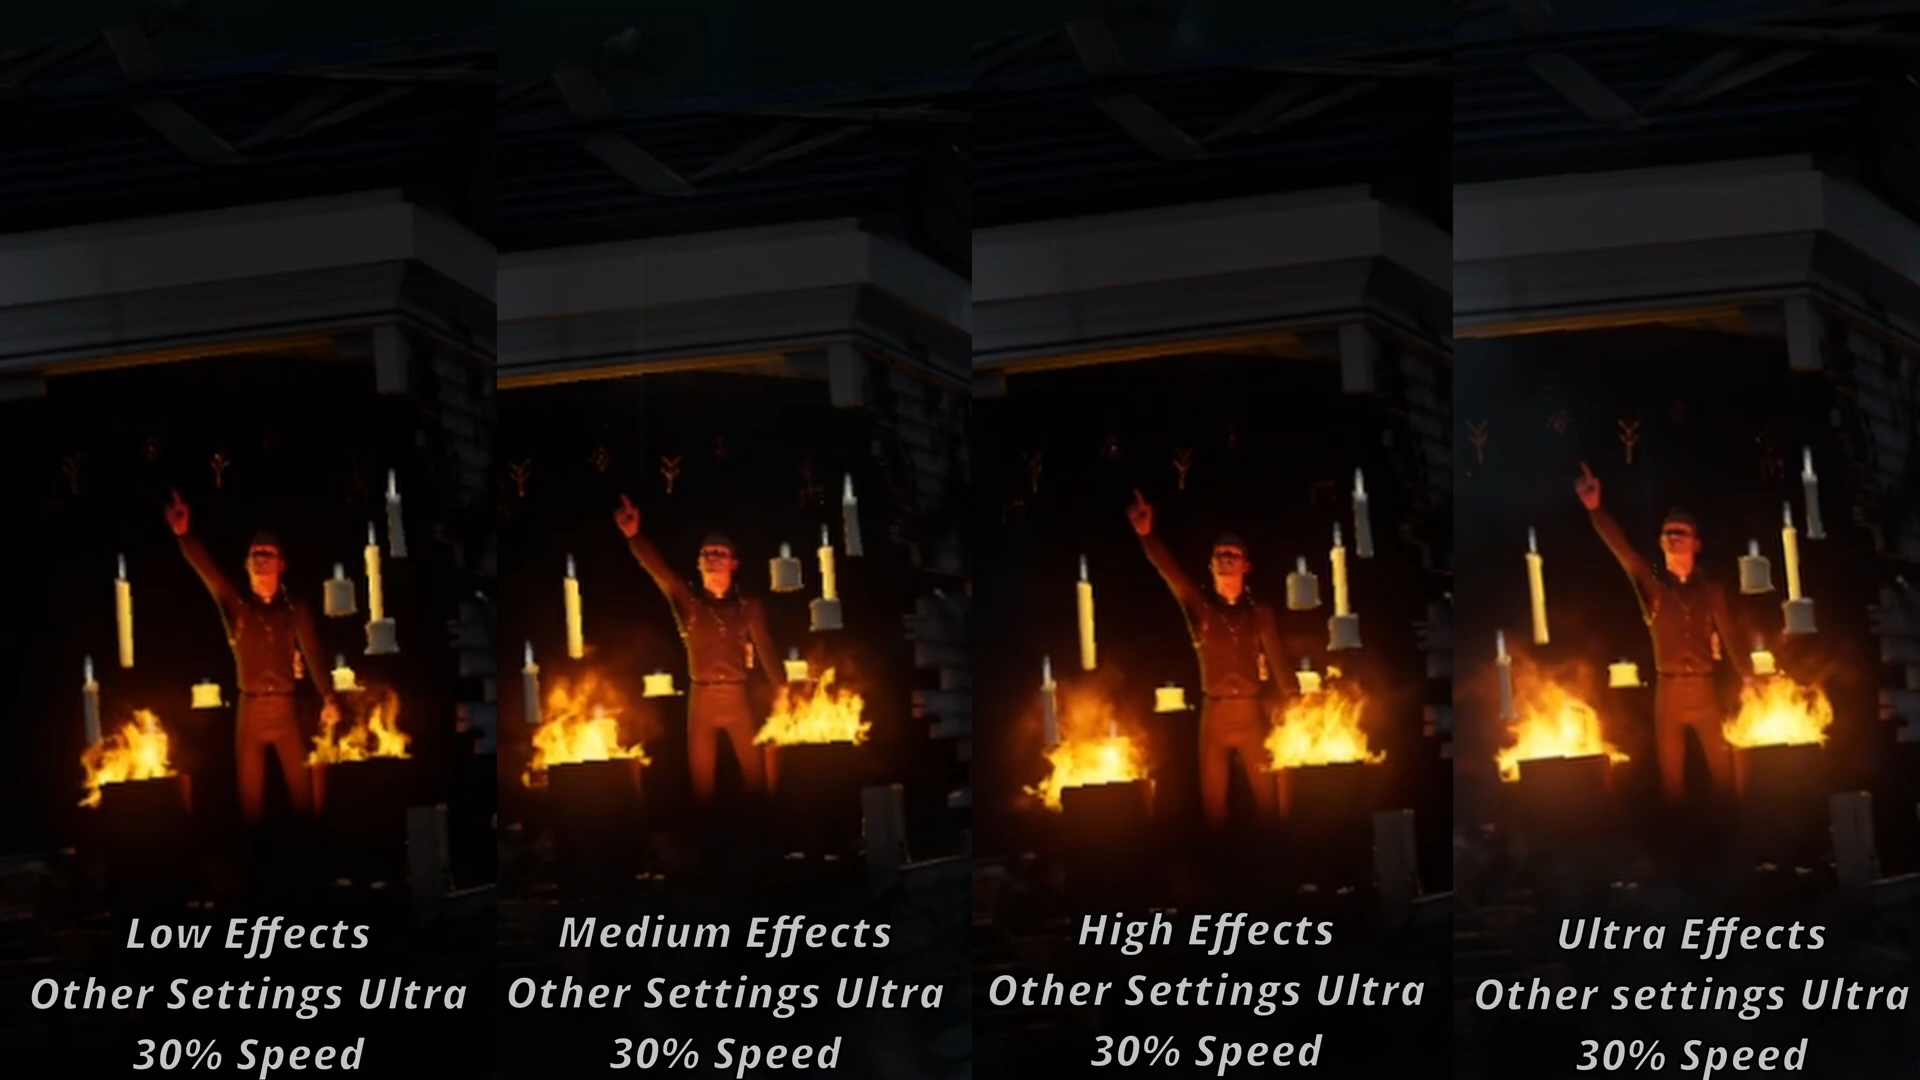 Low Effects
Other Settings Ultra
30% Speed
Medium Effects
Other Settings Ultra
30% Speed
High Effects
Other Settings Ultra
30% Speed
Ultra Effects
Other settings Ultra
30% Speed